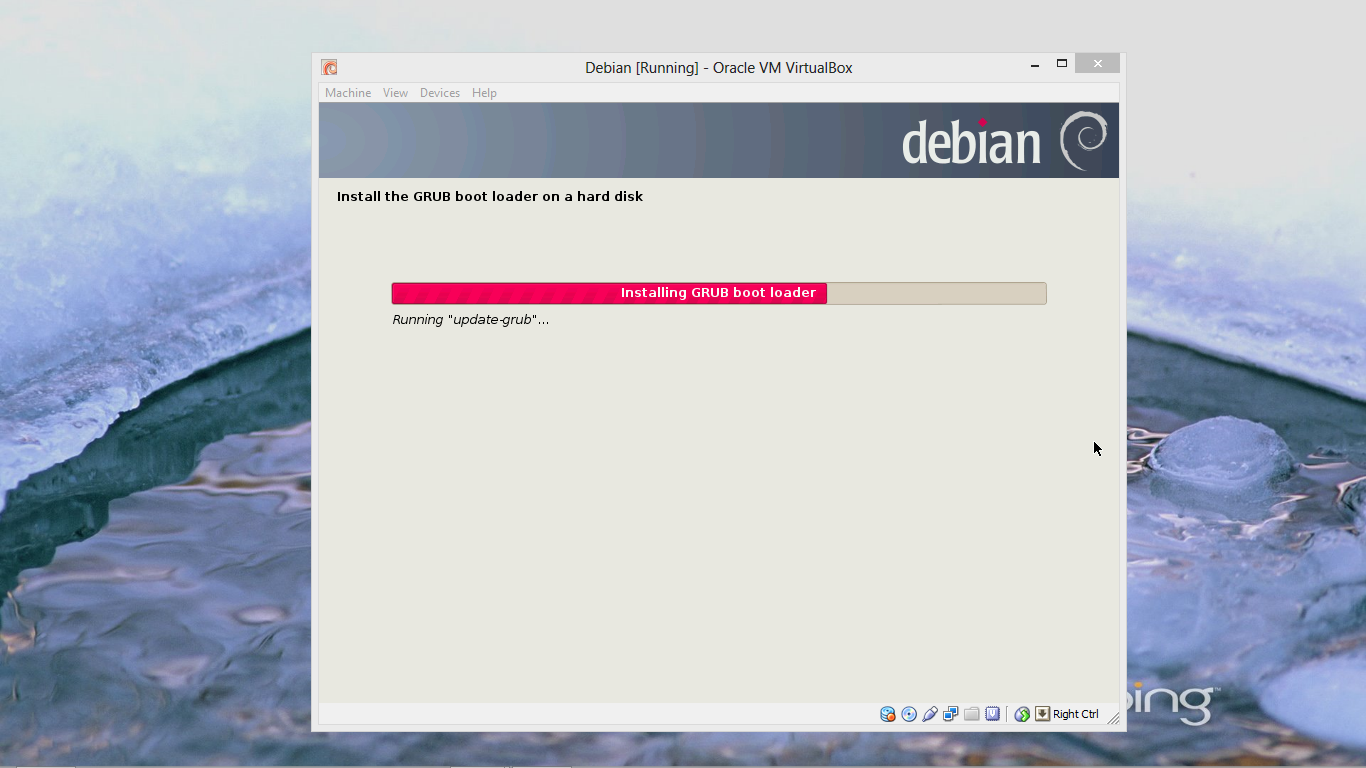 Debian [Running] - Oracle VM VirtualBox
Machine View Devices Help
debian
Install the GRUB boot loader on a hard disk
Installing GRUB boot loader
Running "update-grub"...
Right Ctrl
bing™